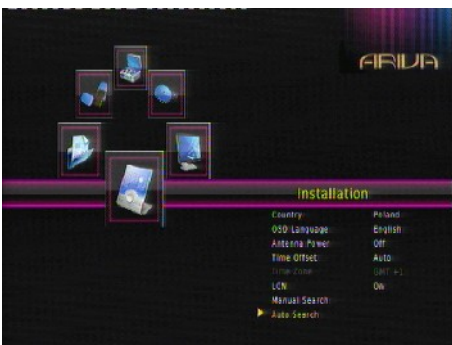 ARIVA
Installation
Country Poland
OSD Language English
Antenna Power Off
Time Offset Auto
Time Zone GMT +1
LCN On
Manual Search
Auto Search